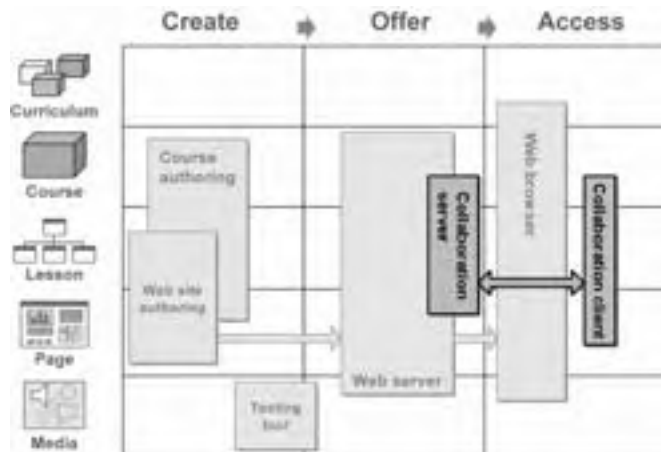 Create
Offer
Access
Curriculum
Course
Lesson
Page
Media
Course
authoring
Web site
authoring
Testing
tool
Web server
Collaboration
server
Web browser
Collaboration client